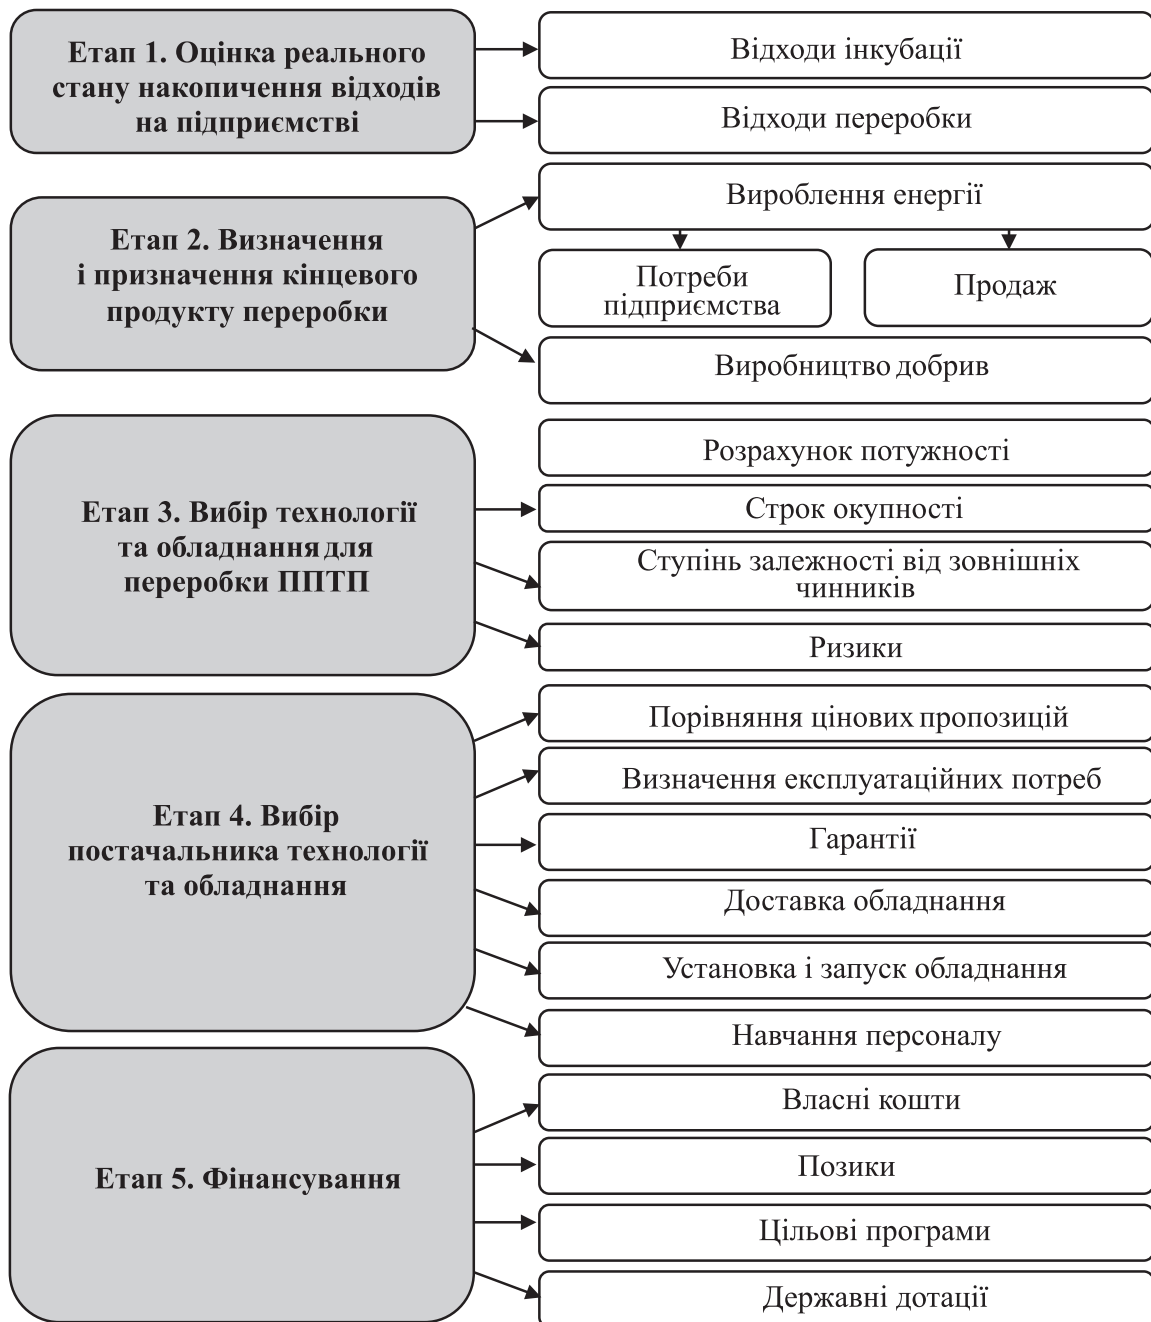 Етап 1. Оцінка реального
стану накопичення відходів
на підприємстві
Відходи інкубації
Відходи переробки
Етап 2. Визначення
і призначення кінцевого
продукту переробки
Вироблення енергії
Потреби
підприємства
Продаж
Виробництво добрив
Етап 3. Вибір технології
та обладнання для
переробки ППТП
Розрахунок потужності
Строк окупності
Ступінь залежності від зовнішніх
чинників
Ризики
Етап 4. Вибір
постачальника технології
та обладнання
Порівняння цінових пропозицій
Визначення експлуатаційних потреб
Гарантії
Доставка обладнання
Установка і запуск обладнання
Навчання персоналу
Етап 5. Фінансування
Власні кошти
Позики
Цільові програми
Державні дотації